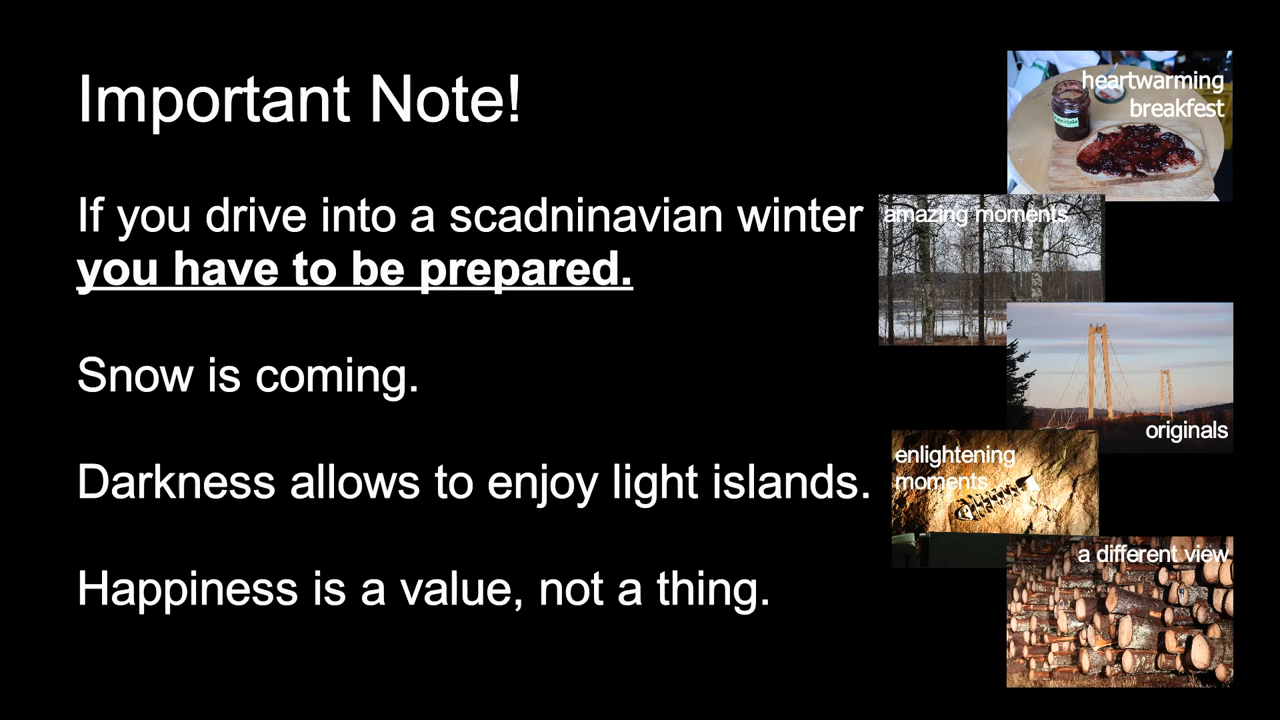 Important Note!
If you drive into a scadninavian winter
you have to be prepared.
Snow is coming.
Darkness allows to enjoy light islands.
Happiness is a value, not a thing.
heartwarming
breakfest
amazing moments
originals
enlightening
moments
a different view